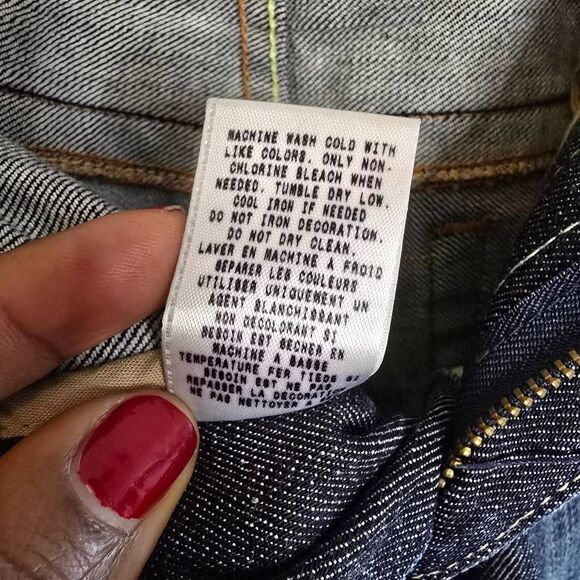 MACHINE WASH COLD WITH
LIKE COLORS. ONLY NON-
CHLORINE BLEACH WHEN
NEEDED. TUMBLE DRY LOW.
COOL IRON IF NEEDED
DO NOT IRON DECORATION.
DO NOT DRY CLEAN.
LAVER EN MACHINE A FROID
SEPARER LES COULEURS
UTILISER UNIQUEMENT UN
AGENT BLANCHISSANT
NON DECOLORANT SI
BESOIN EST SECHER EN
MACHINE A BASSE
TEMPERATURE FER TIEDE SI
BESOIN EST NE PAS
REPASSER LA DECORATION
NE PAS NETTOYER A